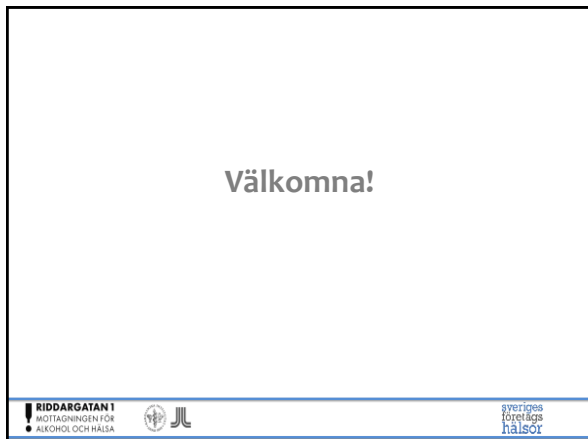 Välkomna!
RIDDARGATAN 1
MOTTAGNINGEN FÖR
ALKOHOL OCH HÄLSA
sveriges
företags
hälsor